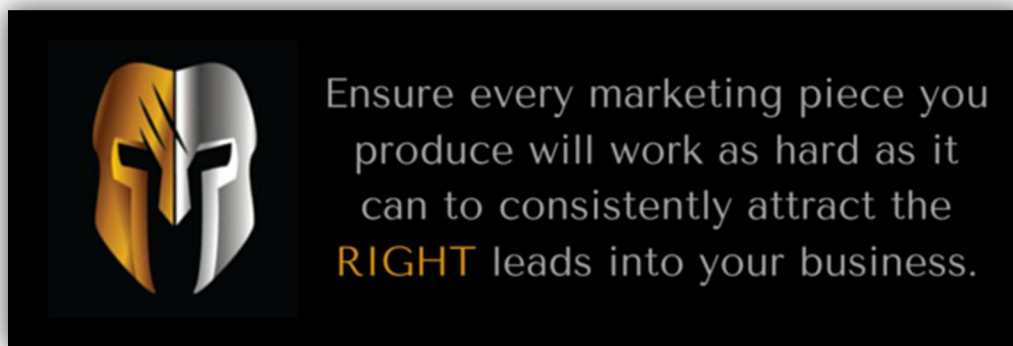 Ensure every marketing piece you
produce will work as hard as it
can to consistently attract the
RIGHT leads into your business.